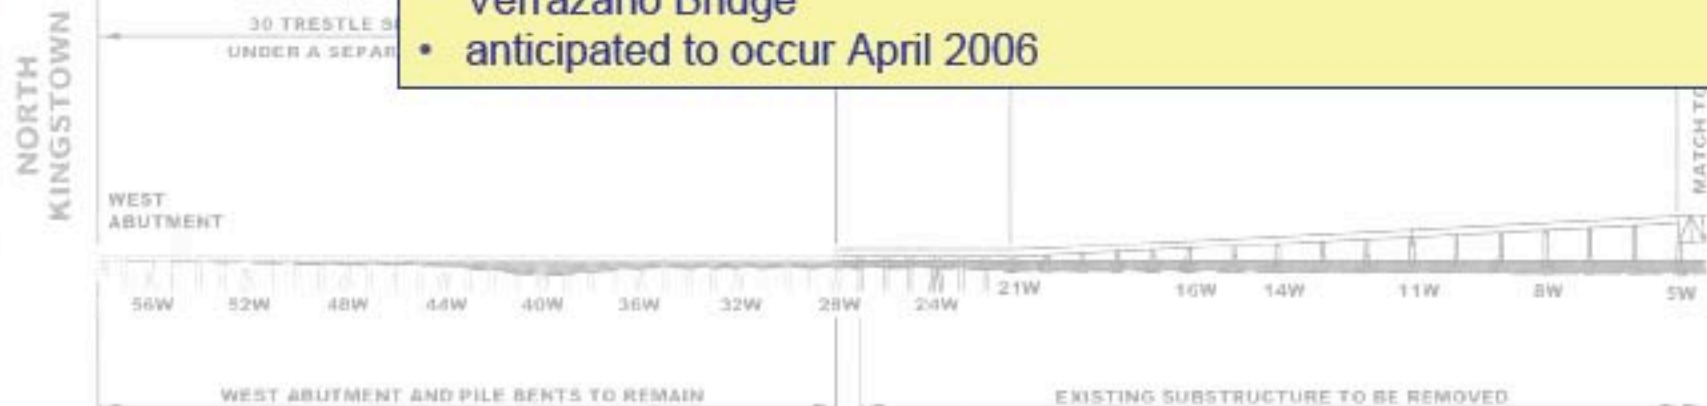 Verrazano Bridge
• anticipated to occur April 2006
30 TRESTLE
UNDER A
NORTH
KINGSTOWN
WEST
ABUTMENT
56W 52W 48W 44W 40W 36W 32W 28W 24W 21W 16W 14W 11W 8W 5W
WEST ABUTMENT AND PILE BENTS TO REMAIN
EXISTING SUBSTRUCTURE TO BE REMOVED
MATCH